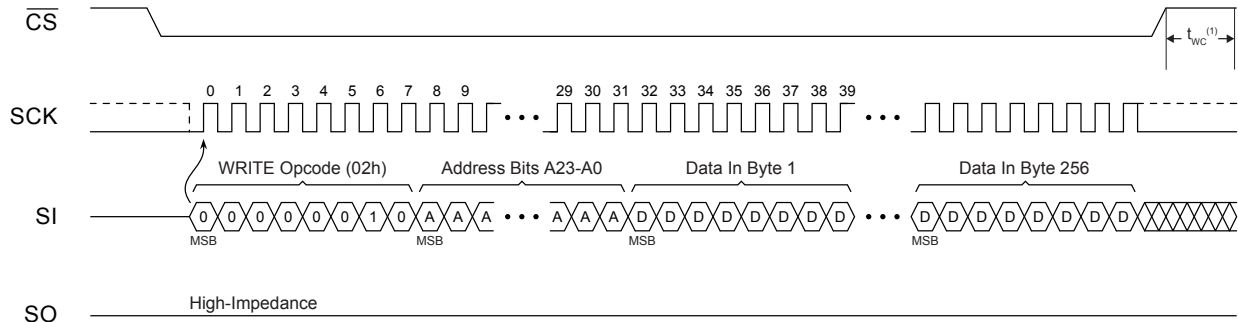 CS
t_WC(1)
SCK
0 1 2 3 4 5 6 7 8 9 29 30 31 32 33 34 35 36 37 38 39
WRITE Opcode (02h) Address Bits A23-A0 Data In Byte 1 Data In Byte 256
SI
0 0 0 0 0 0 1 0 A A A A A A D D D D D D D D D D D D D D D D
MSB MSB MSB MSB
High-Impedance
SO